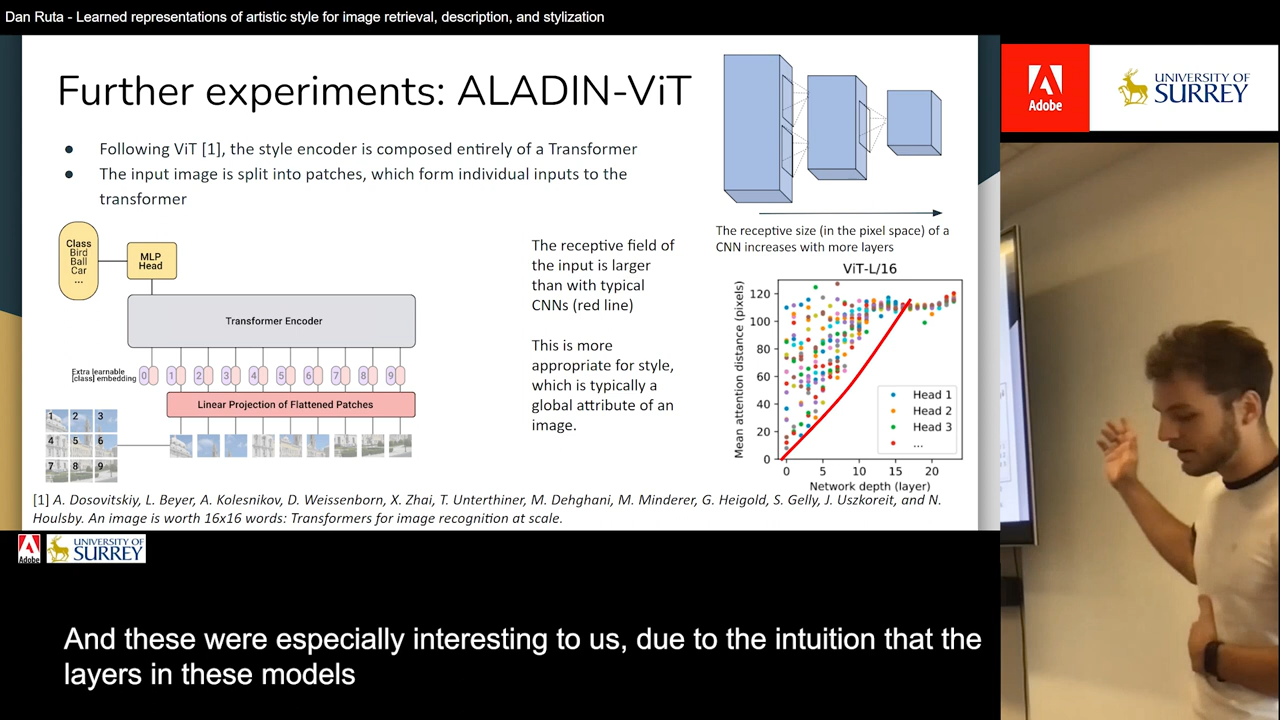 Dan Ruta - Learned representations of artistic style for image retrieval, description, and stylization
Further experiments: ALADIN-ViT
● Following ViT [1], the style encoder is composed entirely of a Transformer
● The input image is split into patches, which form individual inputs to the
transformer
Class
Bird
Ball
Car
...
MLP
Head
Transformer Encoder
Extra learnable
[class] embedding
0 1 2 3 4 5 6 7 8 9
Linear Projection of Flattened Patches
1 2 3
4 5 6
7 8 9
The receptive field of
the input is larger
than with typical
CNNs (red line)
This is more
appropriate for style,
which is typically a
global attribute of an
image.
The receptive size (in the pixel space) of a
CNN increases with more layers
ViT-L/16
Mean attention distance (pixels)
120
100
80
60
40
20
0
Head 1
Head 2
Head 3
...
0 5 10 15 20
Network depth (layer)
[1] A. Dosovitskiy, L. Beyer, A. Kolesnikov, D. Weissenborn, X. Zhai, T. Unterthiner, M. Dehghani, M. Minderer, G. Heigold, S. Gelly, J. Uszkoreit, and N.
Houlsby. An image is worth 16x16 words: Transformers for image recognition at scale.
Adobe
UNIVERSITY OF
SURREY
Adobe
UNIVERSITY OF
SURREY
And these were especially interesting to us, due to the intuition that the
layers in these models